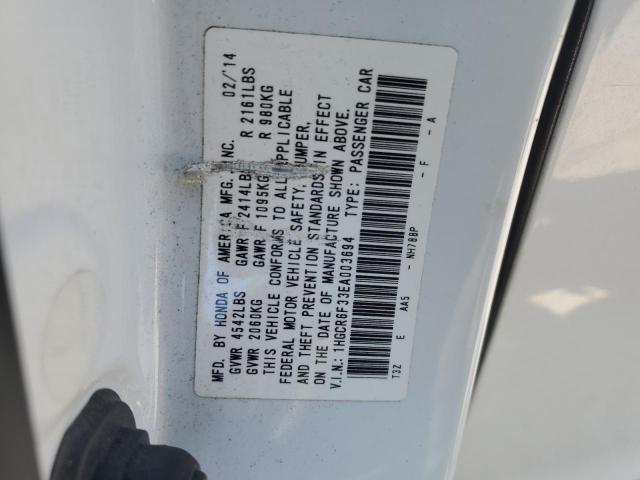 MFD. BY HONDA OF AMERICA MFG., INC. 02/'14
GVWR 4542LBS GAWR F 2414LBS R 2161LBS
GVWR 2060KG GAWR F 1095KG R 980KG
THIS VEHICLE CONFORMS TO ALL APPLICABLE
FEDERAL MOTOR VEHICLE SAFETY, BUMPER,
AND THEFT PREVENTION STANDARDS IN EFFECT
ON THE DATE OF MANUFACTURE SHOWN ABOVE.
V.I.N.: 1HGCR6F33EA003694 TYPE: PASSENGER CAR
T3Z E AA5 - NH788P - F - A